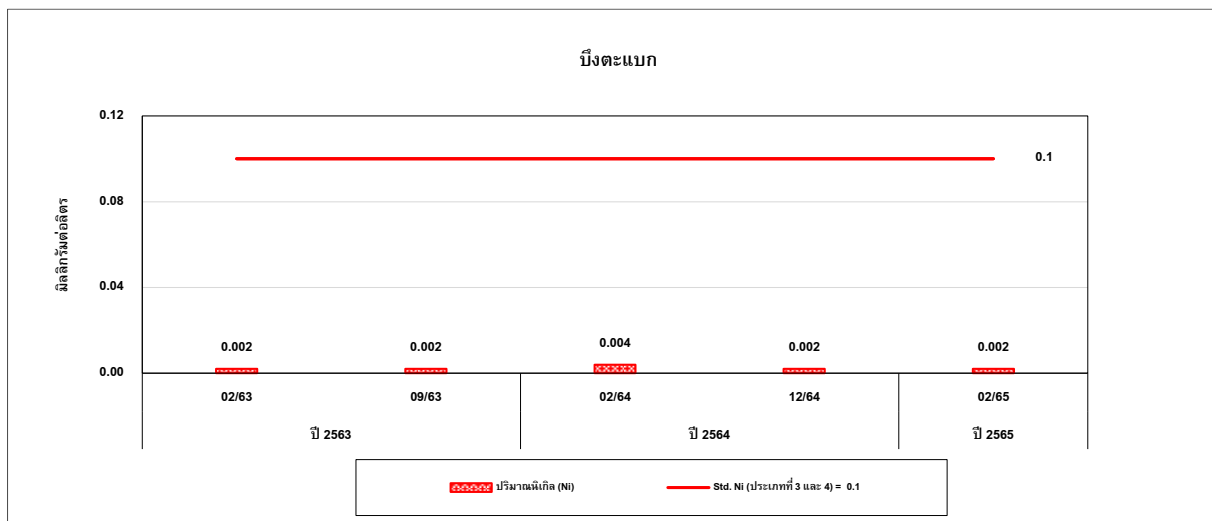 บึงตะแบก
มิลลิกรัมต่อลิตร
0.12
0.1
0.08
0.04
0.002 0.002 0.004 0.002 0.002
0.00
02/63 09/63 02/64 12/64 02/65
ปี 2563 ปี 2564 ปี 2565
ปริมาณนิเกิล (Ni) Std. Ni (ประเภทที่ 3 และ 4) = 0.1